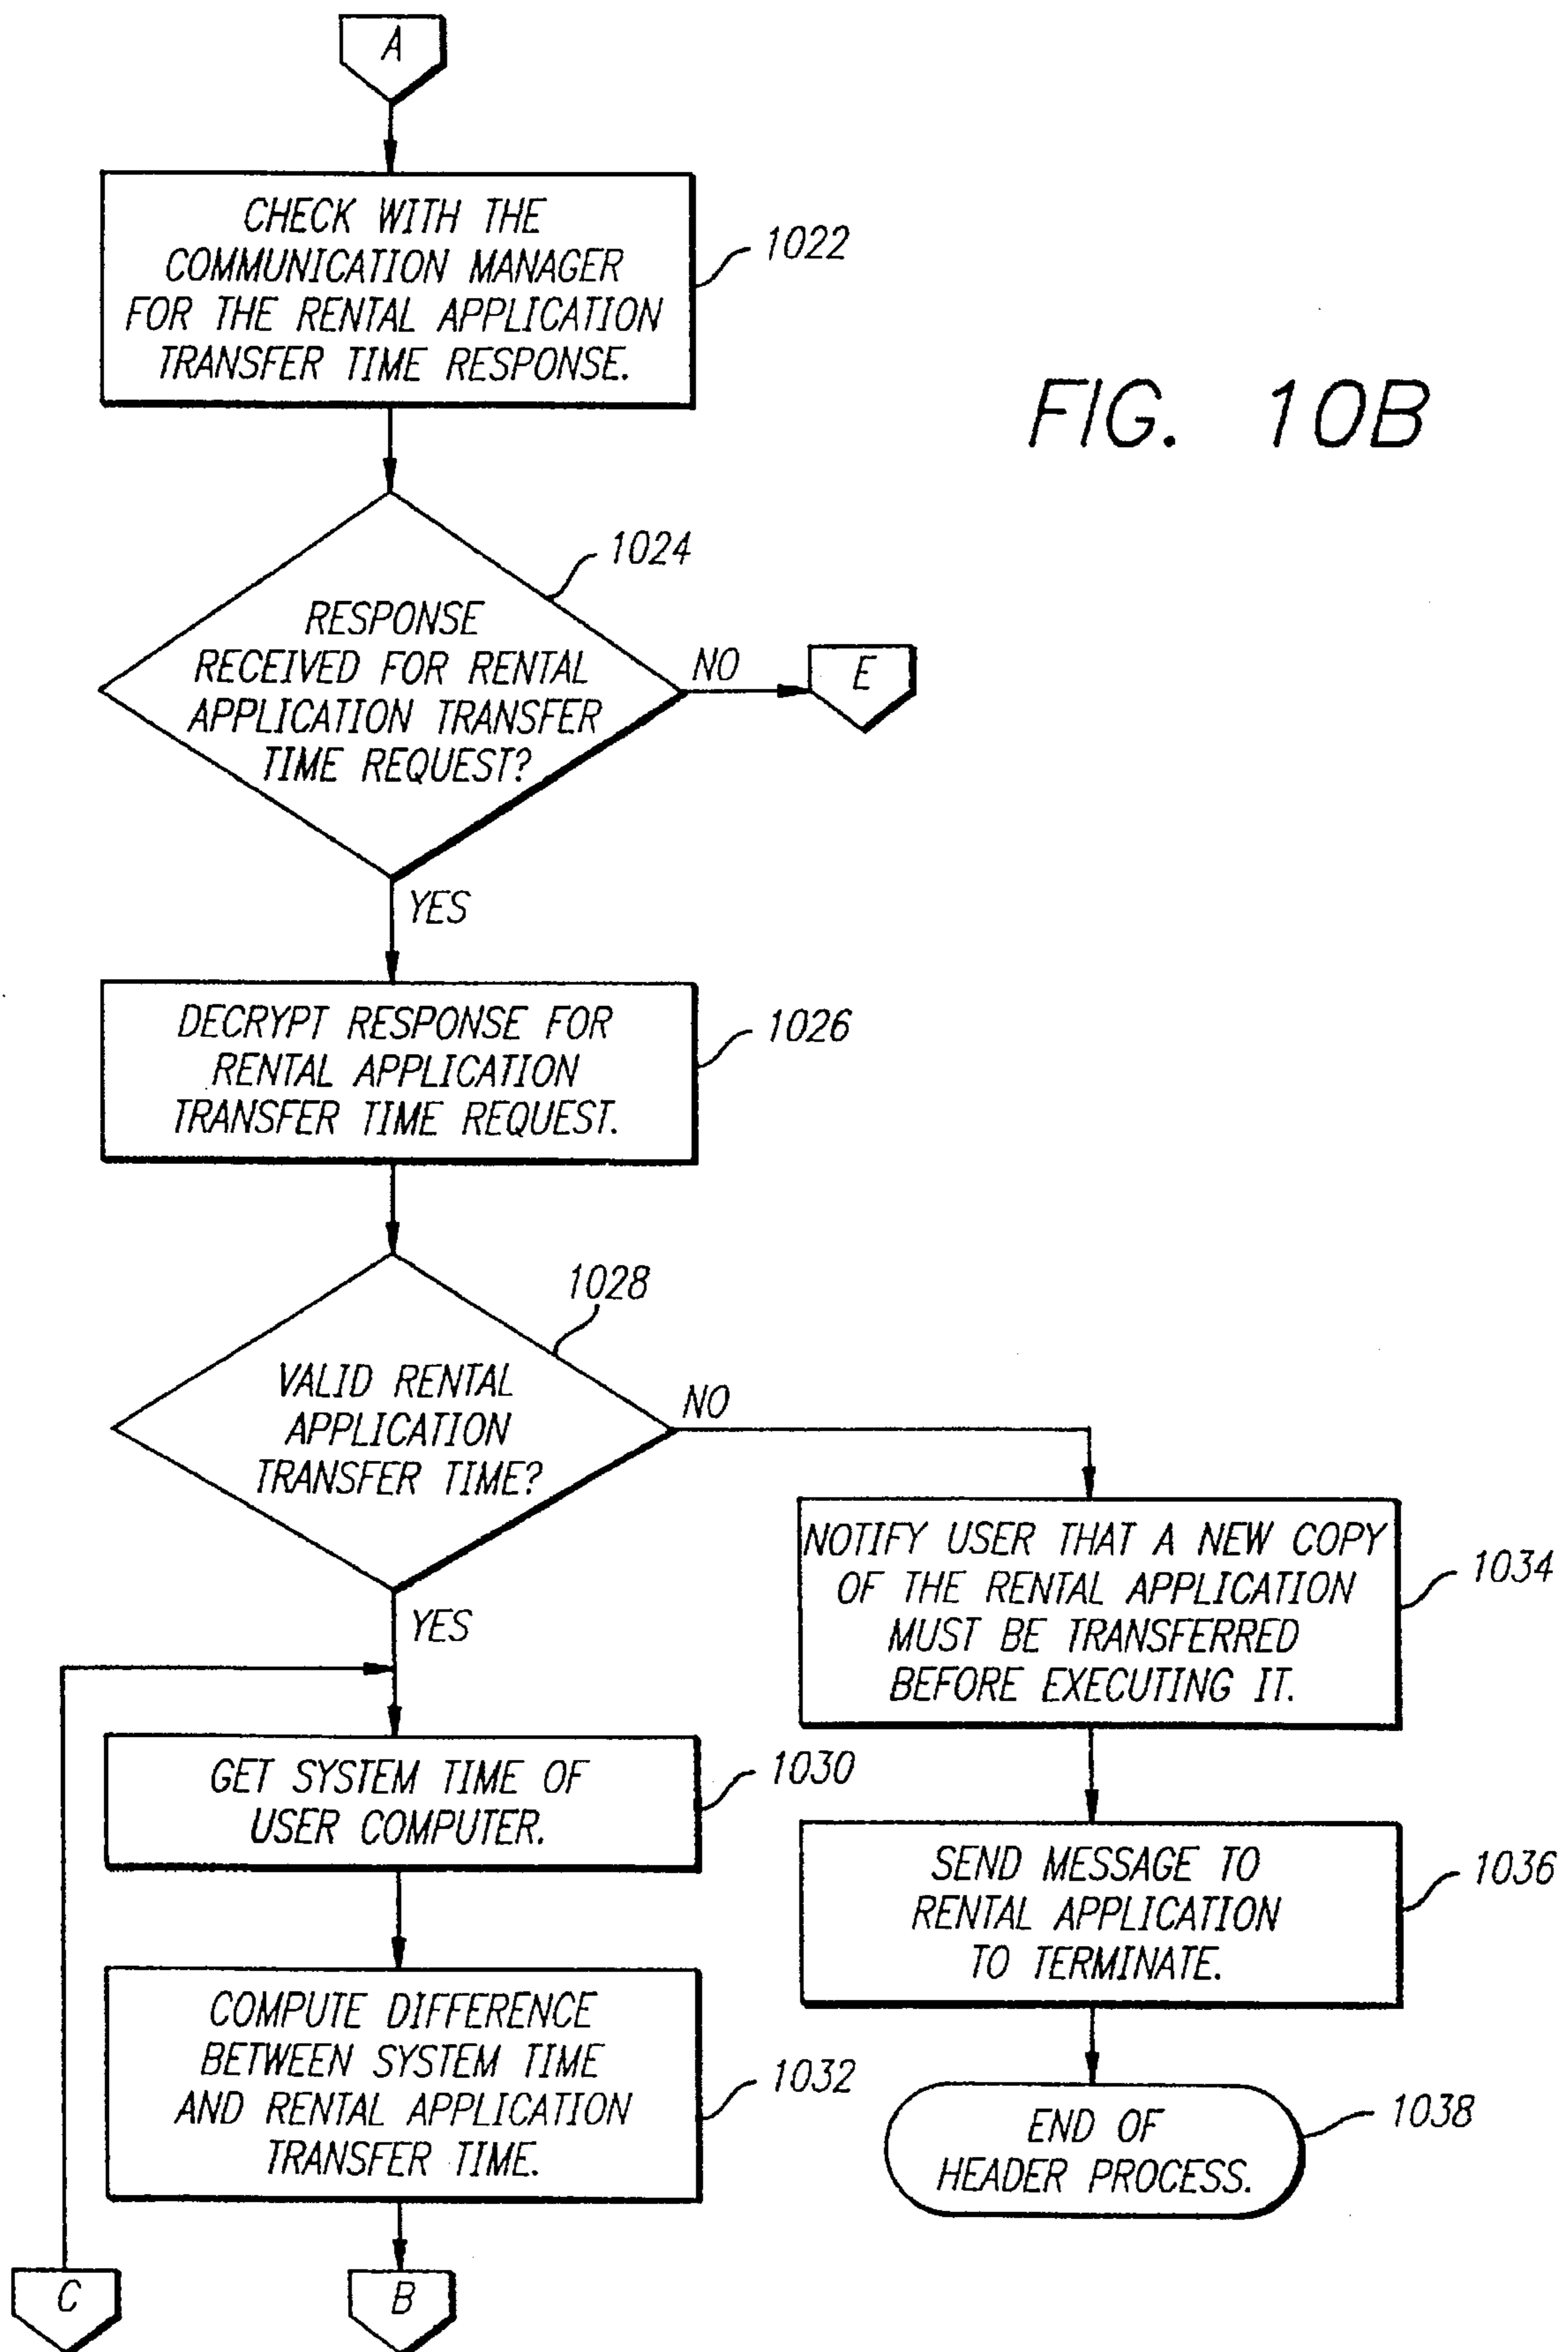 A
CHECK WITH THE
COMMUNICATION MANAGER
FOR THE RENTAL APPLICATION
TRANSFER TIME RESPONSE.
1022
FIG. 10B
1024
RESPONSE
RECEIVED FOR RENTAL
APPLICATION TRANSFER
TIME REQUEST?
NO
E
YES
DECRYPT RESPONSE FOR
RENTAL APPLICATION
TRANSFER TIME REQUEST.
1026
1028
VALID RENTAL
APPLICATION
TRANSFER TIME?
NO
YES
NOTIFY USER THAT A NEW COPY
OF THE RENTAL APPLICATION
MUST BE TRANSFERRED
BEFORE EXECUTING IT.
1034
GET SYSTEM TIME OF
USER COMPUTER.
1030
SEND MESSAGE TO
RENTAL APPLICATION
TO TERMINATE.
1036
COMPUTE DIFFERENCE
BETWEEN SYSTEM TIME
AND RENTAL APPLICATION
TRANSFER TIME.
1032
END OF
HEADER PROCESS.
1038
C
B